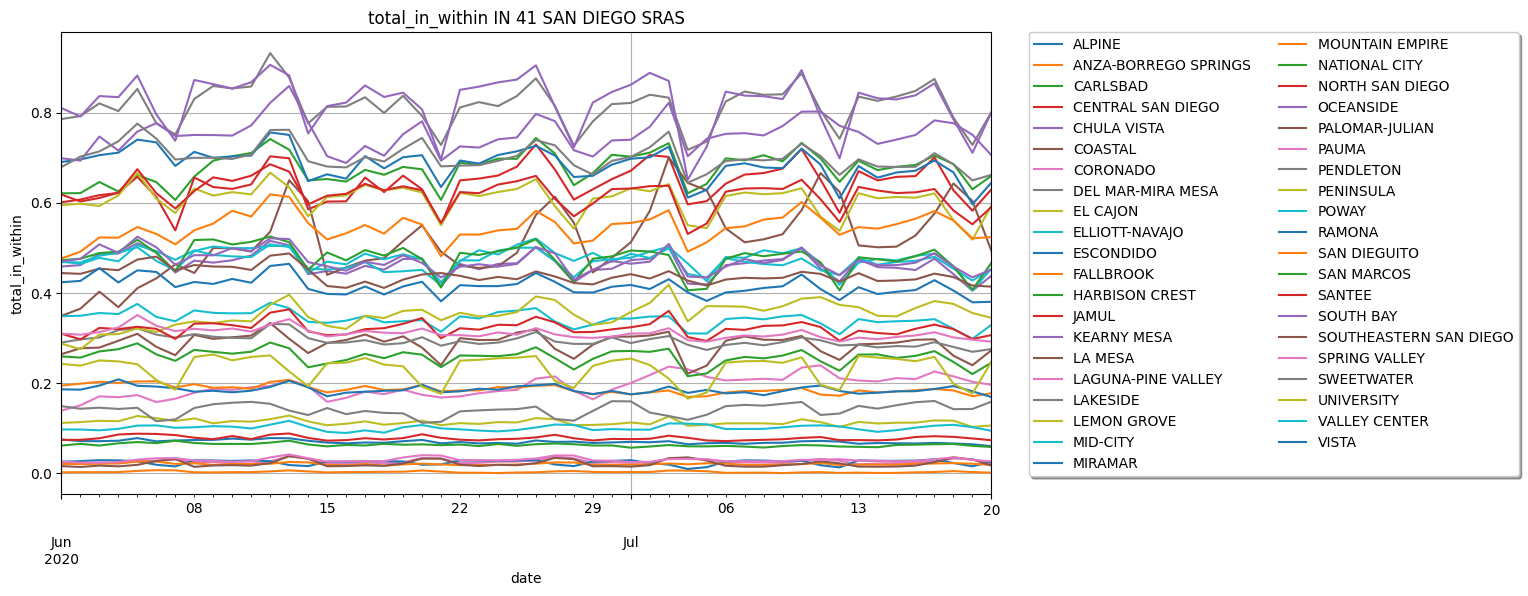 total_in_within IN 41 SAN DIEGO SRAS
total_in_within
0.8
0.6
0.4
0.2
0.0
08
15
22
29
06
13
20
Jun
2020
Jul
date
ALPINE
ANZA-BORREGO SPRINGS
CARLSBAD
CENTRAL SAN DIEGO
CHULA VISTA
COASTAL
CORONADO
DEL MAR-MIRA MESA
EL CAJON
ELLIOTT-NAVAJO
ESCONDIDO
FALLBROOK
HARBISON CREST
JAMUL
KEARNY MESA
LA MESA
LAGUNA-PINE VALLEY
LAKESIDE
LEMON GROVE
MID-CITY
MIRAMAR
MOUNTAIN EMPIRE
NATIONAL CITY
NORTH SAN DIEGO
OCEANSIDE
PALOMAR-JULIAN
PAUMA
PENDLETON
PENINSULA
POWAY
RAMONA
SAN DIEGUITO
SAN MARCOS
SANTEE
SOUTH BAY
SOUTHEASTERN SAN DIEGO
SPRING VALLEY
SWEETWATER
UNIVERSITY
VALLEY CENTER
VISTA